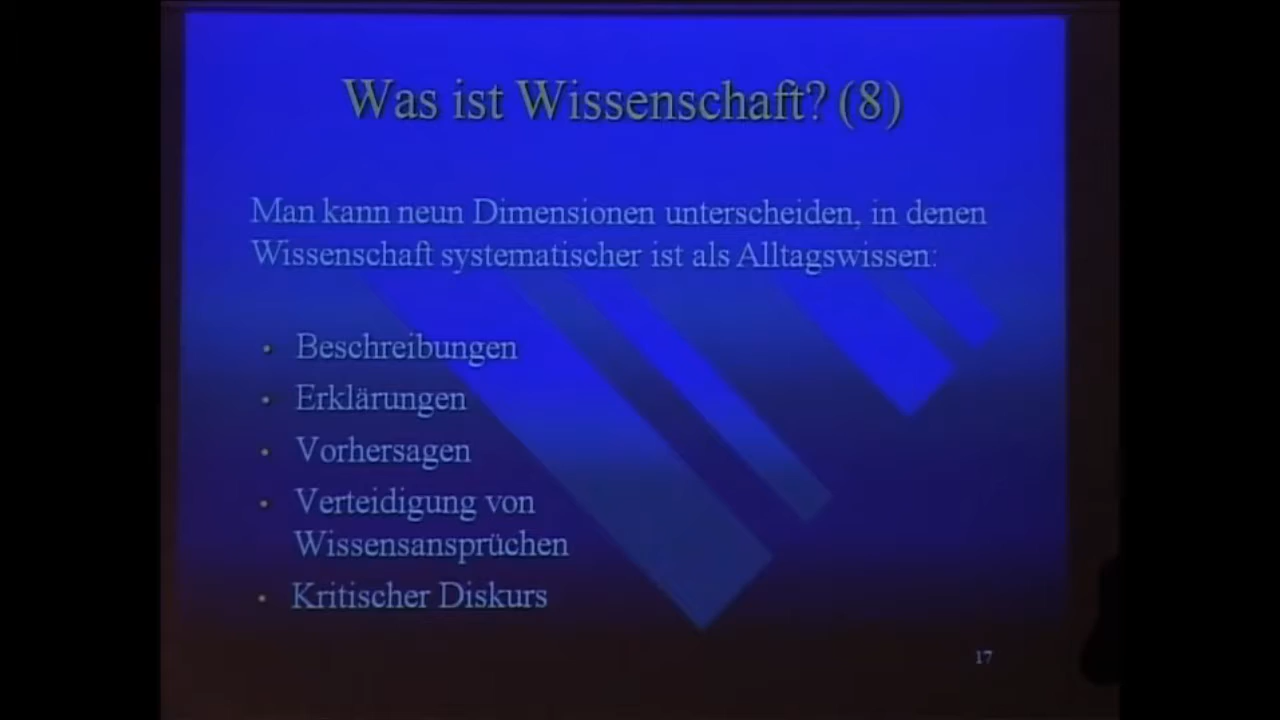 Was ist Wissenschaft? (8)
Man kann neun Dimensionen unterscheiden, in denen
Wissenschaft systematischer ist als Alltagswissen:
• Beschreibungen
• Erklärungen
• Vorhersagen
• Verteidigung von
Wissensansprüchen
• Kritischer Diskurs
17